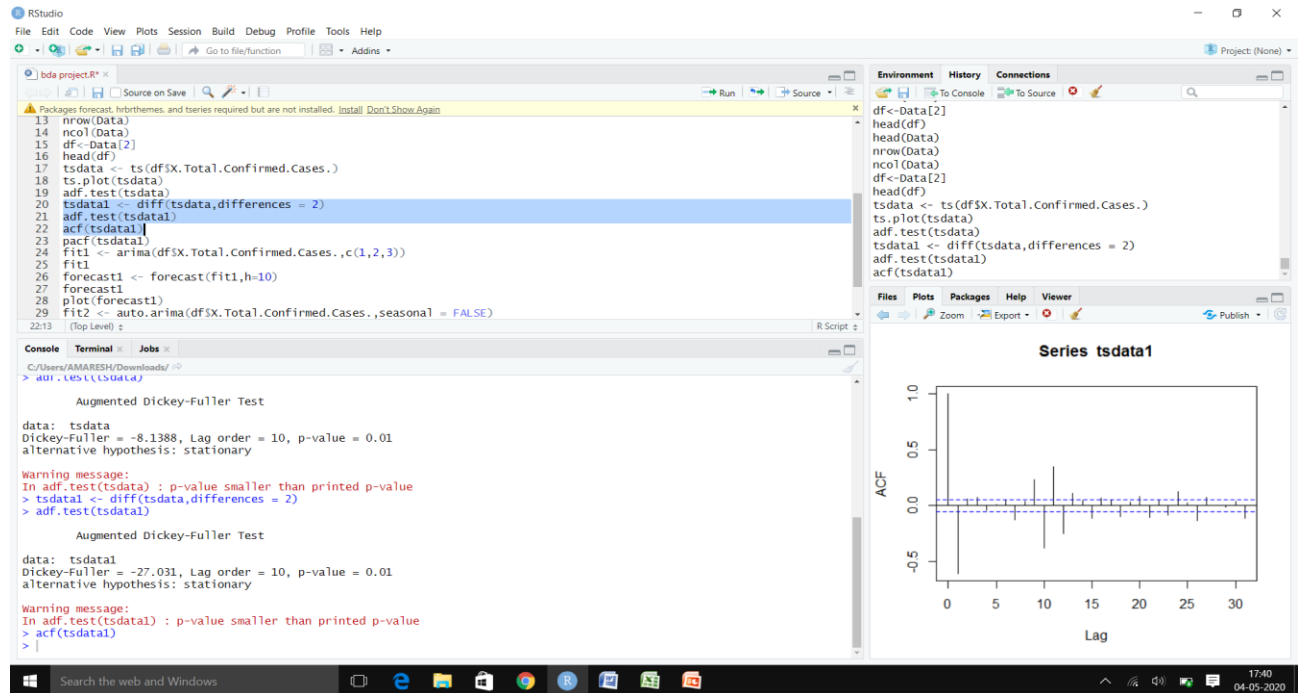 RStudio
File Edit Code View Plots Session Build Debug Profile Tools Help
Go to file/function Addins
Project: (None)
bda project.R*
Source on Save Run Source
Packages forecast, hrbrthemes, and tseries required but are not installed. Install Don't Show Again
13 nrow(Data)
14 ncol(Data)
15 df<-Data[2]
16 head(df)
17 tsdata <- ts(df$X.Total.Confirmed.Cases.)
18 ts.plot(tsdata)
19 adf.test(tsdata)
20 tsdata1 <- diff(tsdata,differences = 2)
21 adf.test(tsdata1)
22 acf(tsdata1)
23 pacf(tsdata1)
24 fit1 <- arima(df$X.Total.Confirmed.Cases.,c(1,2,3))
25 fit1
26 forecast1 <- forecast(fit1,h=10)
27 forecast1
28 plot(forecast1)
29 fit2 <- auto.arima(df$X.Total.Confirmed.Cases.,seasonal = FALSE)
22:13 (Top Level) R Script
Console Terminal Jobs
C:/Users/AMARESH/Downloads/
> adf.test(tsdata)
Augmented Dickey-Fuller Test
data: tsdata
Dickey-Fuller = -8.1388, Lag order = 10, p-value = 0.01
alternative hypothesis: stationary
Warning message:
In adf.test(tsdata) : p-value smaller than printed p-value
> tsdata1 <- diff(tsdata,differences = 2)
> adf.test(tsdata1)
Augmented Dickey-Fuller Test
data: tsdata1
Dickey-Fuller = -27.031, Lag order = 10, p-value = 0.01
alternative hypothesis: stationary
Warning message:
In adf.test(tsdata1) : p-value smaller than printed p-value
> acf(tsdata1)
>
Environment History Connections
To Console To Source
df<-Data[2]
head(df)
head(Data)
nrow(Data)
ncol(Data)
df<-Data[2]
head(df)
tsdata <- ts(df$X.Total.Confirmed.Cases.)
ts.plot(tsdata)
adf.test(tsdata)
tsdata1 <- diff(tsdata,differences = 2)
adf.test(tsdata1)
acf(tsdata1)
Files Plots Packages Help Viewer
Zoom Export Publish
Series tsdata1
ACF
1.0
0.5
0.0
-0.5
0 5 10 15 20 25 30
Lag
Search the web and Windows
17:40
04-05-2020